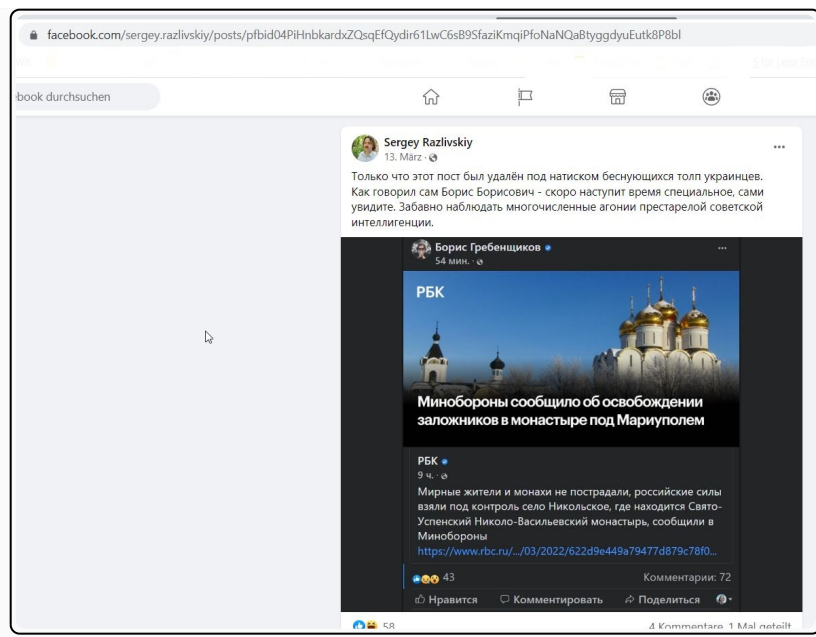 facebook.com/sergey.razlivskiy/posts/pfbid04PiHnbkardxZQsqEfQydir61LwC6sB9SfaziKmqiPfoNaNQaBtyggdyuEutk8P8bl
ebook durchsuchen
Sergey Razlivskiy
13. März ·
Только что этот пост был удалён под натиском беснующихся толп украинцев.
Как говорил сам Борис Борисович - скоро наступит время специальное, сами
увидите. Забавно наблюдать многочисленные агонии престарелой советской
интеллигенции.
Борис Гребенщиков
54 мин. ·
РБК
Минобороны сообщило об освобождении
заложников в монастыре под Мариуполем
РБК
9 ч. ·
Мирные жители и монахи не пострадали, российские силы
взяли под контроль село Никольское, где находится Свято-
Успенский Николо-Васильевский монастырь, сообщили в
Минобороны
https://www.rbc.ru/.../03/2022/622d9e449a79477d879c78f0...
43
Комментарии: 72
Нравится
Комментировать
Поделиться
58
4 Kommentare 1 Mal geteilt